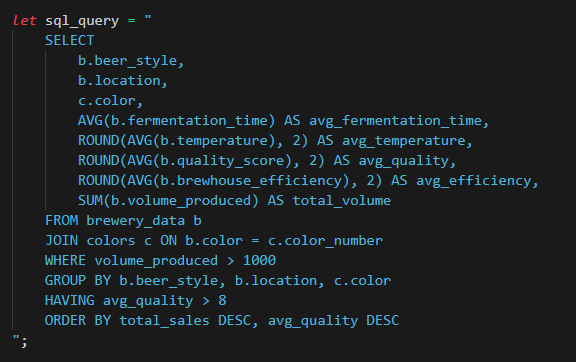 let sql_query = "
SELECT
b.beer_style,
b.location,
c.color,
AVG(b.fermentation_time) AS avg_fermentation_time,
ROUND(AVG(b.temperature), 2) AS avg_temperature,
ROUND(AVG(b.quality_score), 2) AS avg_quality,
ROUND(AVG(b.brewhouse_efficiency), 2) AS avg_efficiency,
SUM(b.volume_produced) AS total_volume
FROM brewery_data b
JOIN colors c ON b.color = c.color_number
WHERE volume_produced > 1000
GROUP BY b.beer_style, b.location, c.color
HAVING avg_quality > 8
ORDER BY total_sales DESC, avg_quality DESC
";